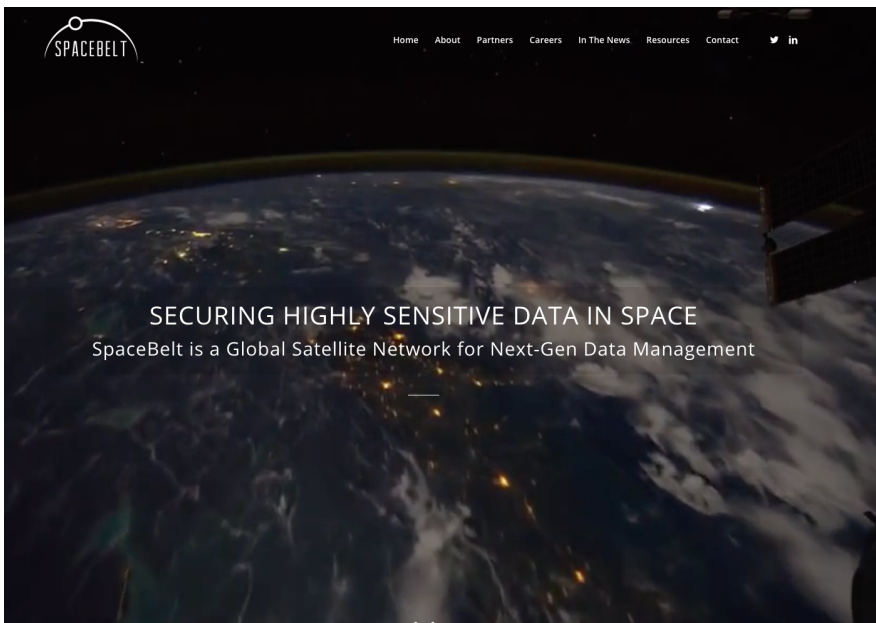 SPACEBELT
Home About Partners Careers In The News Resources Contact
SECURING HIGHLY SENSITIVE DATA IN SPACE
SpaceBelt is a Global Satellite Network for Next-Gen Data Management